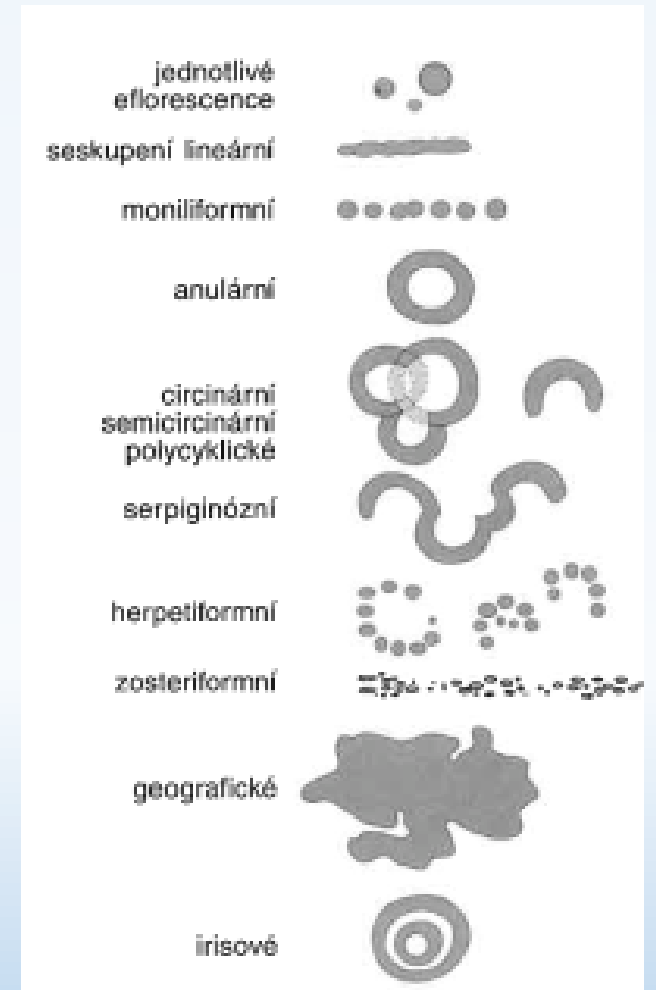 jednotlivé
eflorescence
seskupení lineární
moniliformní
anulární
circinární
semicircinární
polycyklické
serpiginózní
herpetiformní
zosteriformní
geografické
irisové